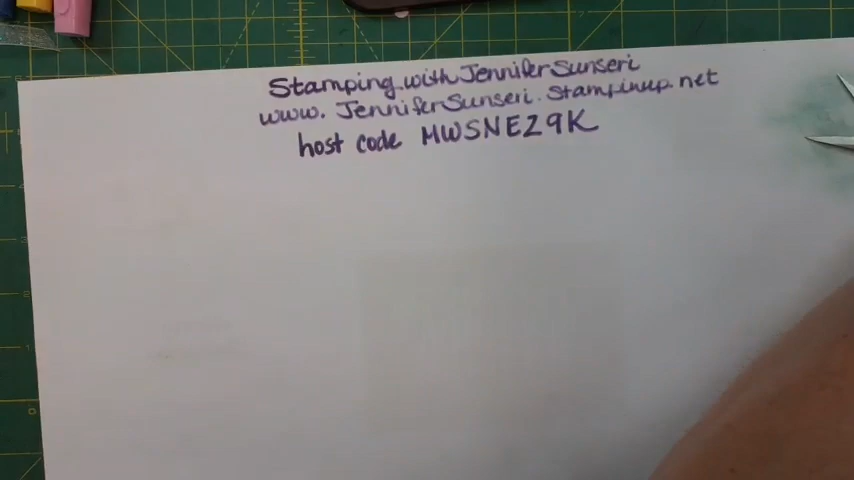 Stamping with Jennifer Sunseri
www. JenniferSunseri. Stampinup. net
host code MWSNEZ9K